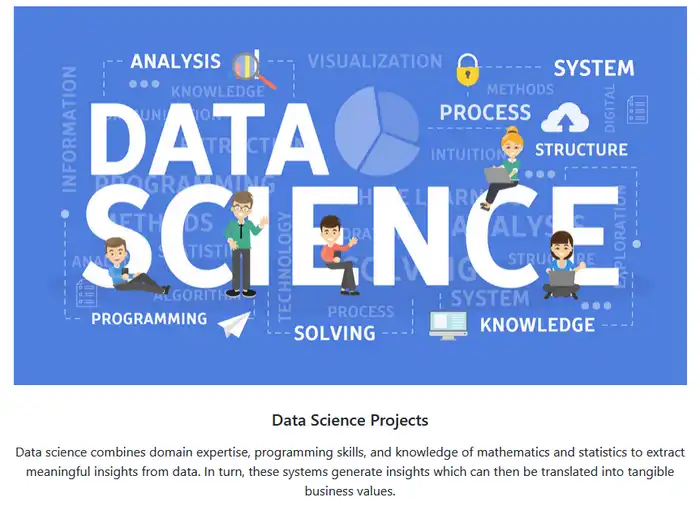 ANALYSIS
VISUALIZATION
SYSTEM
KNOWLEDGE
METHODS
INFORMATION
DIGITAL
PROCESS
DATA
STRUCTURE
INTUITION
PROGRAMMING
METHODS
ANALYSIS
SCIENCE
TECHNOLOGY
EXPLORATION
SOLVING
STRUCTURE
ALGORITHM
SYSTEM
PROCESS
PROGRAMMING
SOLVING
KNOWLEDGE
Data Science Projects
Data science combines domain expertise, programming skills, and knowledge of mathematics and statistics to extract
meaningful insights from data. In turn, these systems generate insights which can then be translated into tangible
business values.